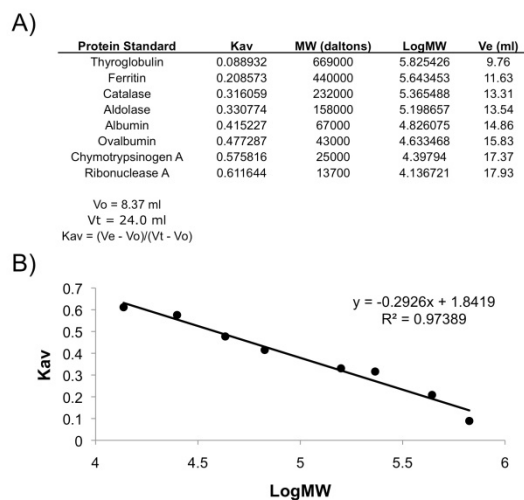 A)
Protein Standard Kav MW (daltons) LogMW Ve (ml)
Thyroglobulin 0.088932 669000 5.825426 9.76
Ferritin 0.208573 440000 5.643453 11.63
Catalase 0.316059 232000 5.365488 13.31
Aldolase 0.330774 158000 5.198657 13.54
Albumin 0.415227 67000 4.826075 14.86
Ovalbumin 0.477287 43000 4.633468 15.83
Chymotrypsinogen A 0.575816 25000 4.39794 17.37
Ribonuclease A 0.611644 13700 4.136721 17.93
Vo = 8.37 ml
Vt = 24.0 ml
Kav = (Ve - Vo)/(Vt - Vo)
B)
y = -0.2926x + 1.8419
R² = 0.97389
0.7
0.6
0.5
0.4
0.3
0.2
0.1
0
Kav
4 4.5 5 5.5 6
LogMW